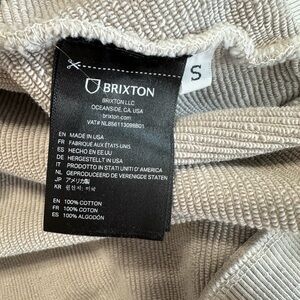 BRIXTON
S
BRIXTON LLC
OCEANSIDE, CA, USA
brixton.com
VAT# NL856113098B01
EN MADE IN USA
FR FABRIQUÉ AUX ÉTATS-UNIS
ES HECHO EN EE.UU
DE HERGESTELLT IN USA
IT PRODOTTO IN STATI UNITI D'AMERICA
NL GEPRODUCEERD DE VERENIGDE STATEN
JP アメリカ製
KR 원산지: 미국
EN 100% COTTON
FR 100% COTON
ES 100% ALGODÓN